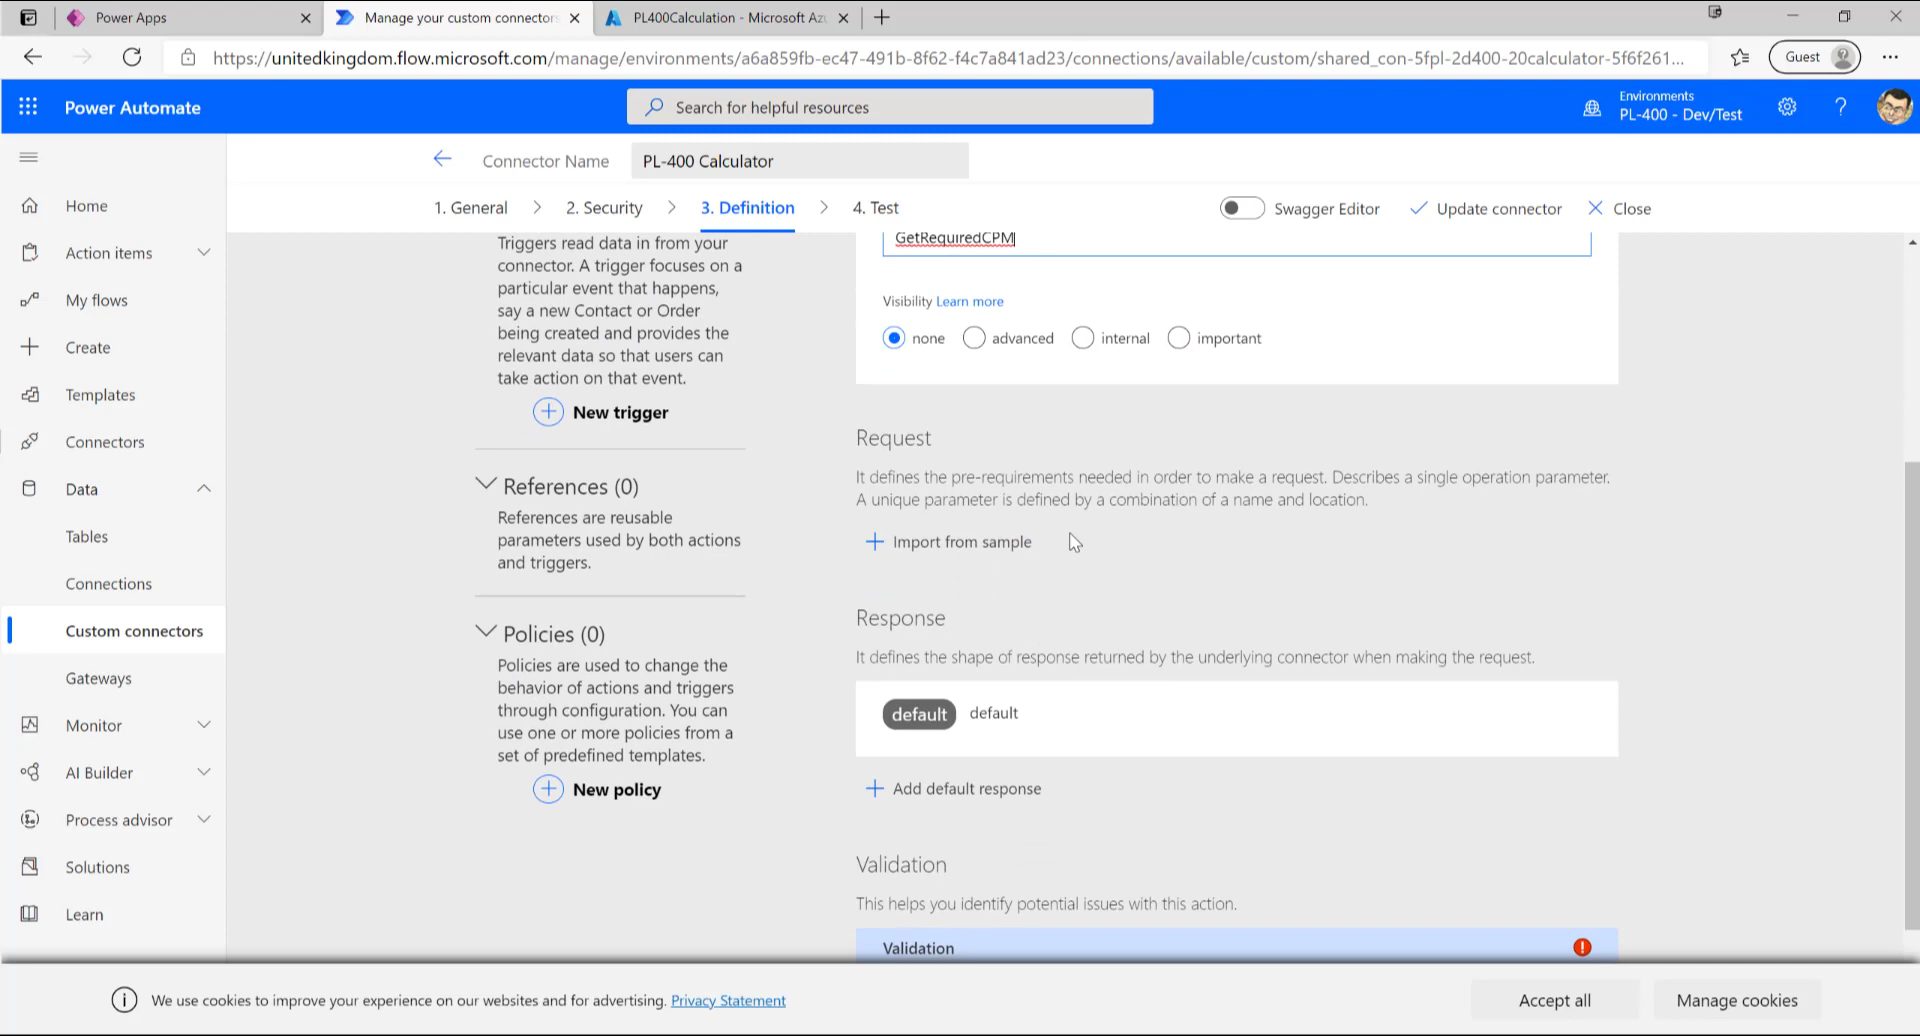 Power Apps
Manage your custom connectors
PL400Calculation - Microsoft Az
https://unitedkingdom.flow.microsoft.com/manage/environments/a6a859fb-ec47-491b-8f62-f4c7a841ad23/connections/available/custom/shared_con-5fpl-2d400-20calculator-5f6f261...
Guest
Power Automate
Search for helpful resources
Environments
PL-400 - Dev/Test
Connector Name
PL-400 Calculator
1. General
2. Security
3. Definition
4. Test
Swagger Editor
Update connector
Close
Home
Action items
My flows
Create
Templates
Connectors
Data
Tables
Connections
Custom connectors
Gateways
Monitor
AI Builder
Process advisor
Solutions
Learn
Triggers read data in from your
connector. A trigger focuses on a
particular event that happens,
say a new Contact or Order
being created and provides the
relevant data so that users can
take action on that event.
New trigger
References (0)
References are reusable
parameters used by both actions
and triggers.
Policies (0)
Policies are used to change the
behavior of actions and triggers
through configuration. You can
use one or more policies from a
set of predefined templates.
New policy
GetRequiredCPM
Visibility Learn more
none
advanced
internal
important
Request
It defines the pre-requirements needed in order to make a request. Describes a single operation parameter.
A unique parameter is defined by a combination of a name and location.
Import from sample
Response
It defines the shape of response returned by the underlying connector when making the request.
default default
Add default response
Validation
This helps you identify potential issues with this action.
Validation
We use cookies to improve your experience on our websites and for advertising. Privacy Statement
Accept all
Manage cookies